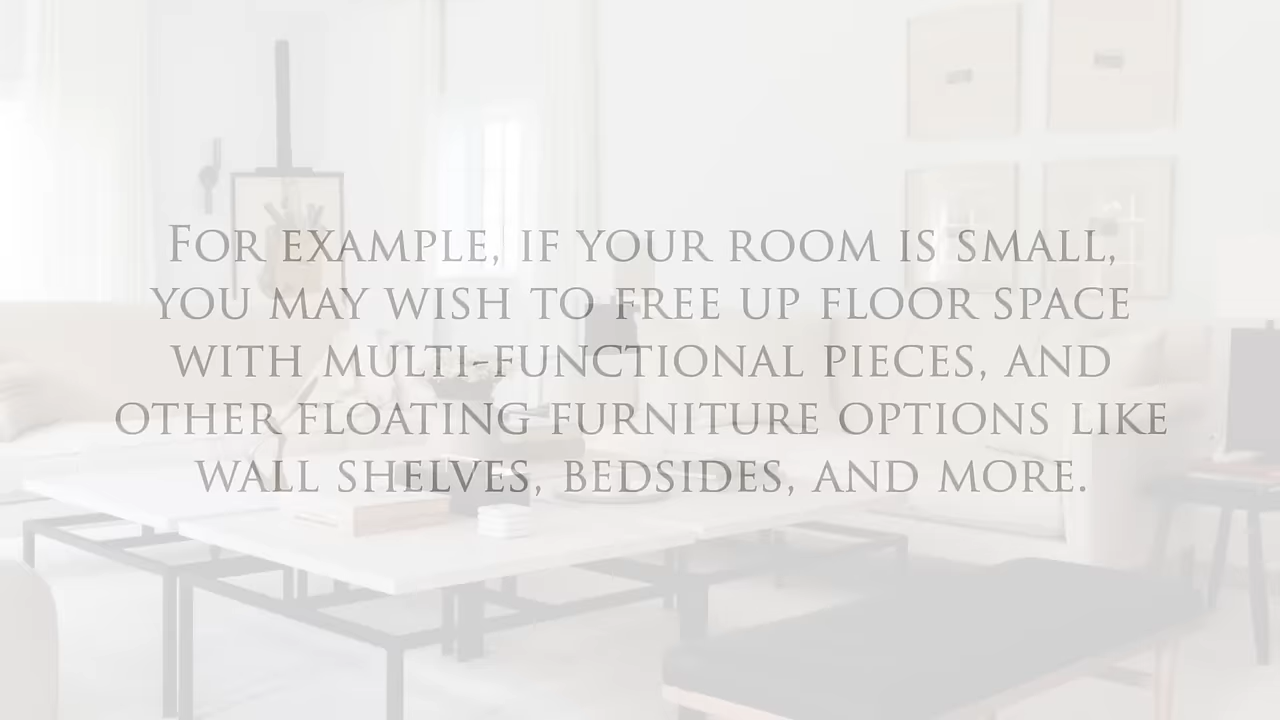 For example, if your room is small,
you may wish to free up floor space
with multi-functional pieces, and
other floating furniture options like
wall shelves, bedsides, and more.